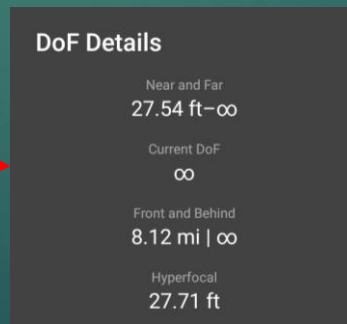 DoF Details
Near and Far
27.54 ft–∞
Current DoF
∞
Front and Behind
8.12 mi | ∞
Hyperfocal
27.71 ft